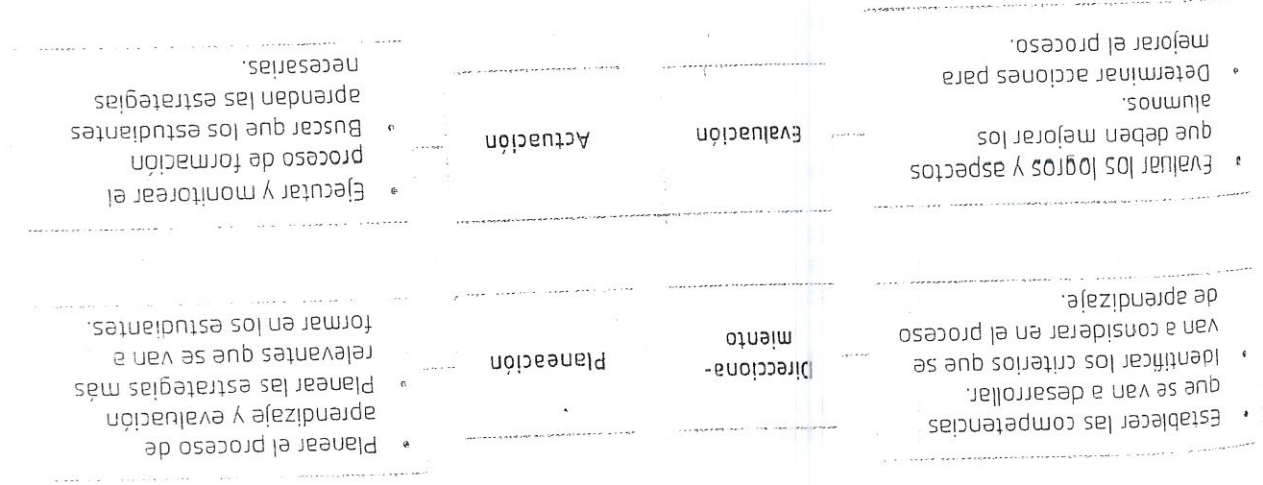 • Establecer las competencias
que se van a desarrollar.
• Identificar los criterios que se
van a considerar en el proceso
de aprendizaje.
Direcciona-
miento
Planeación
• Planear el proceso de
aprendizaje y evaluación
• Planear las estrategias más
relevantes que se van a
formar en los estudiantes.
• Evaluar los logros y aspectos
que deben mejorar los
alumnos.
• Determinar acciones para
mejorar el proceso.
Evaluación
Actuación
• Ejecutar y monitorear el
proceso de formación
• Buscar que los estudiantes
aprendan las estrategias
necesarias.